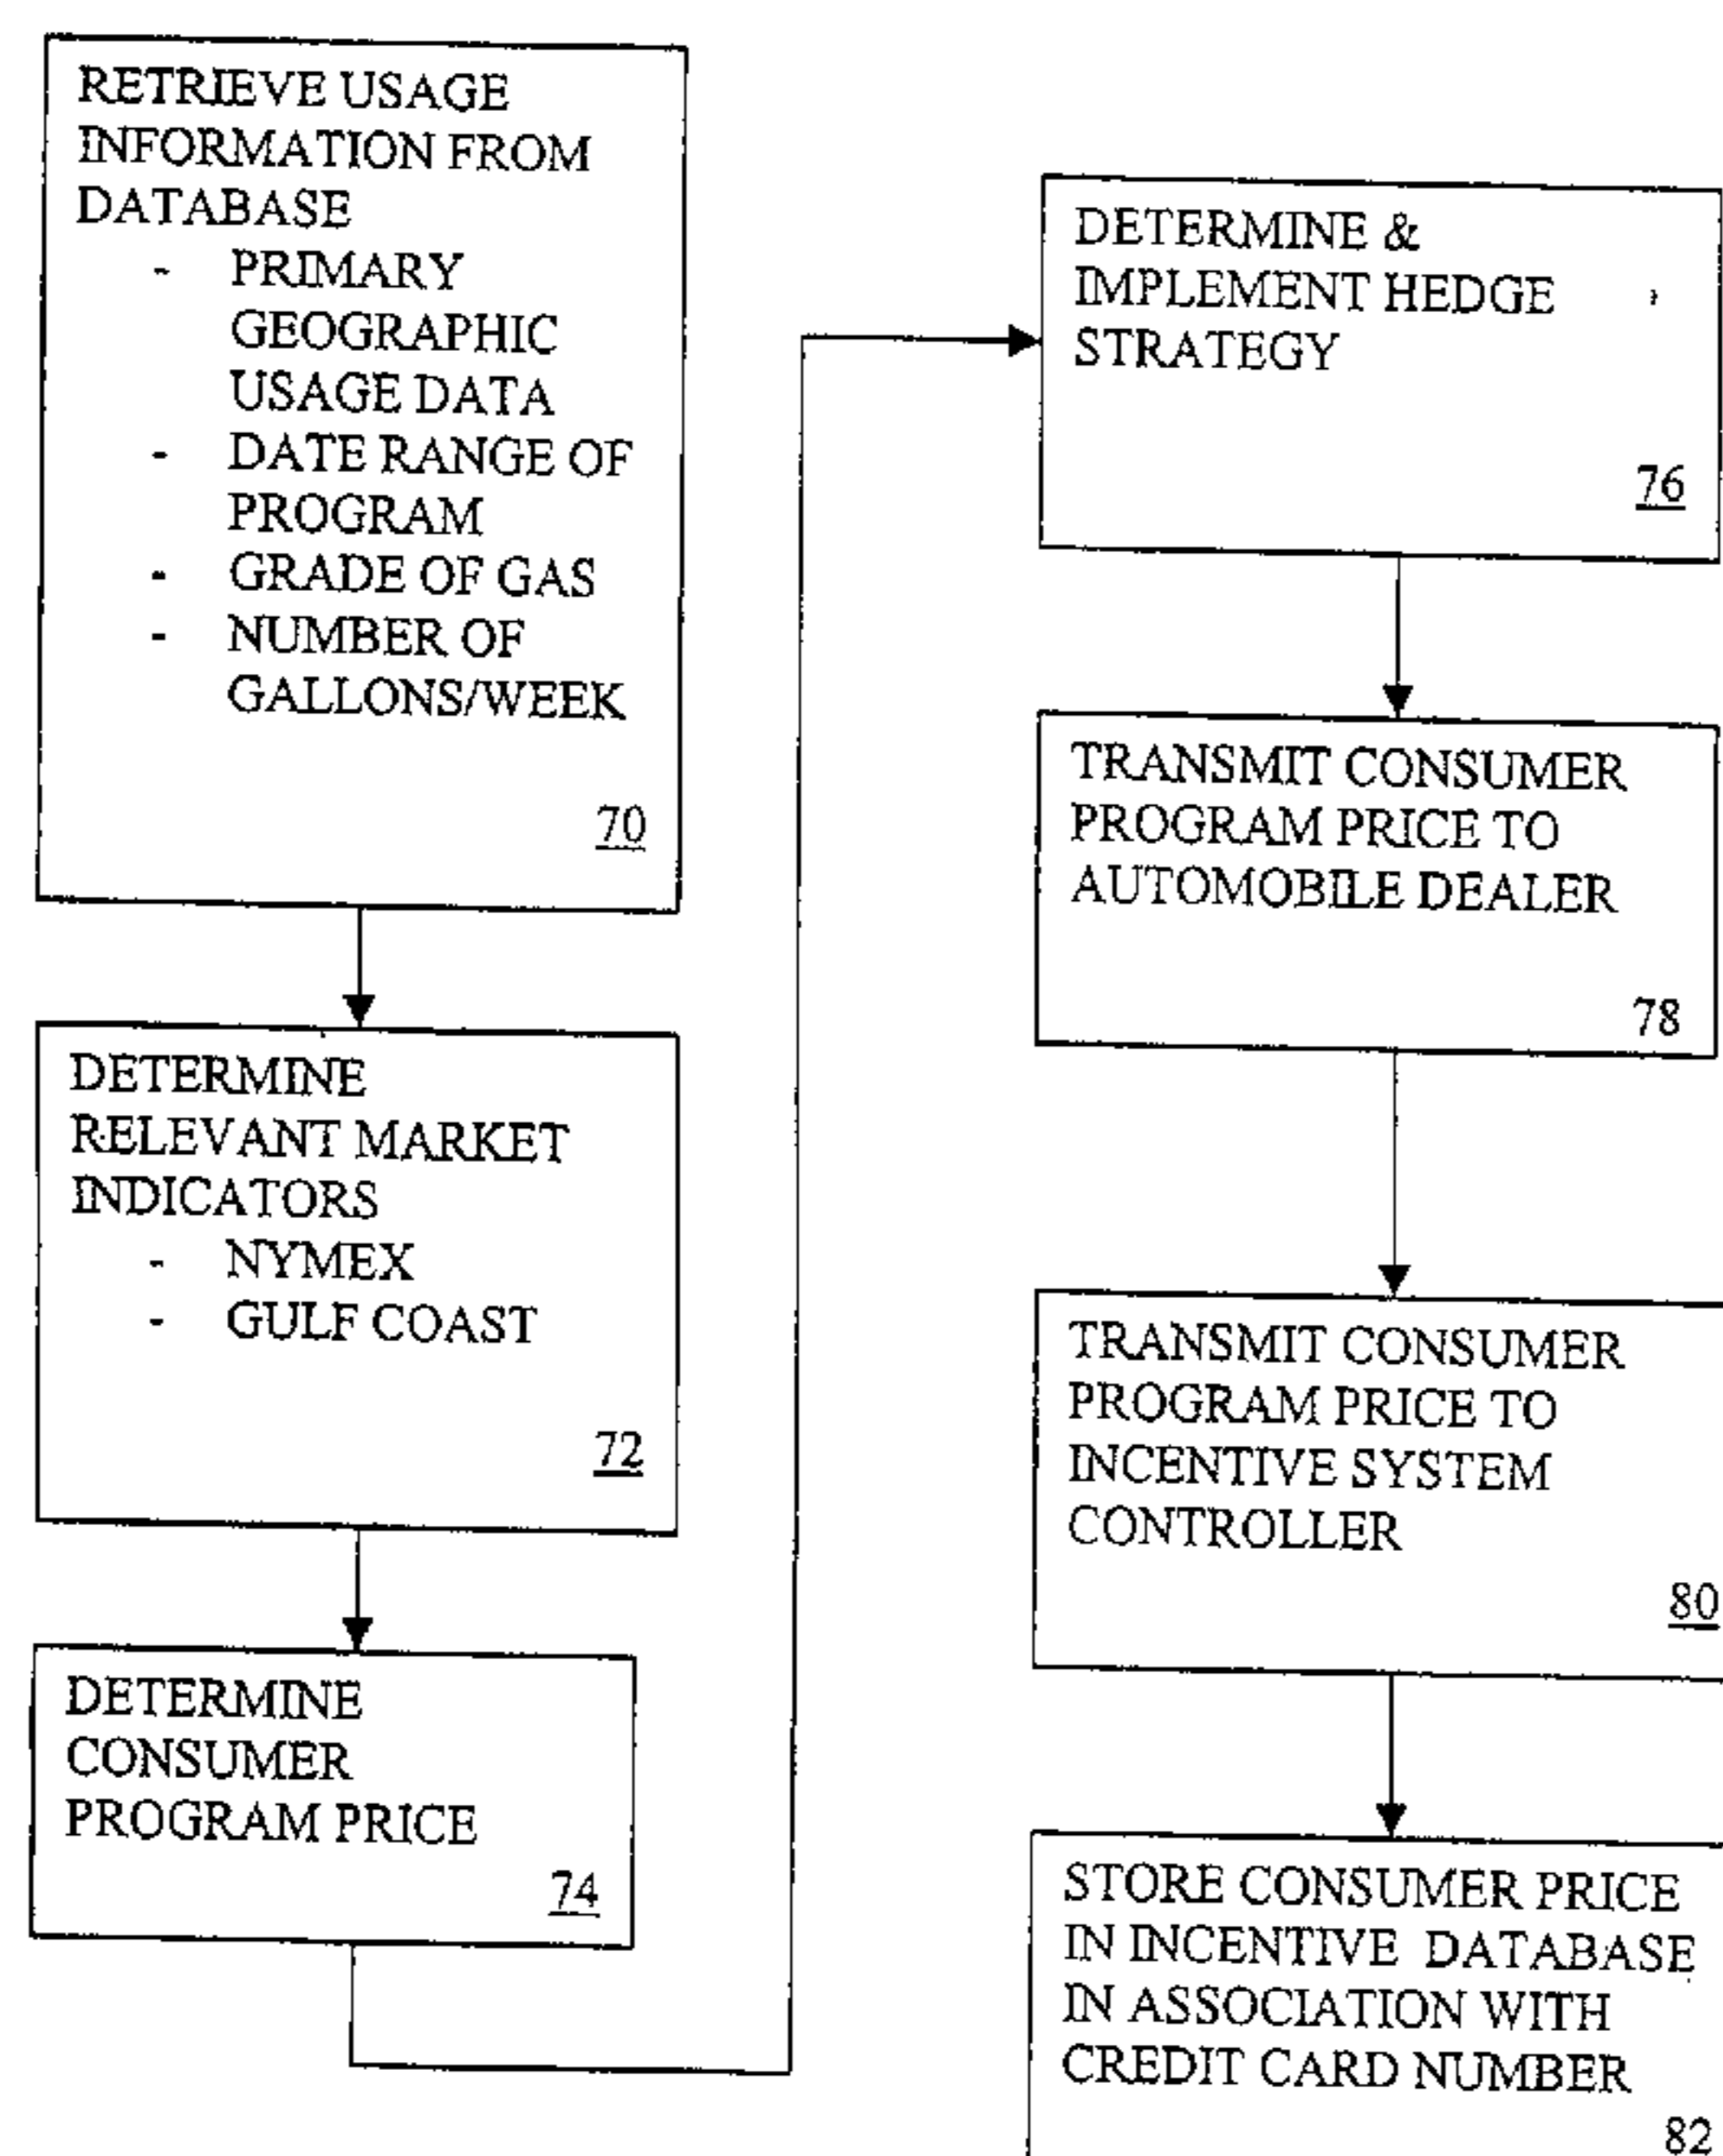 RETRIEVE USAGE
INFORMATION FROM
DATABASE
- PRIMARY
GEOGRAPHIC
USAGE DATA
- DATE RANGE OF
PROGRAM
- GRADE OF GAS
- NUMBER OF
GALLONS/WEEK
70
DETERMINE
RELEVANT MARKET
INDICATORS
- NYMEX
- GULF COAST
72
DETERMINE
CONSUMER
PROGRAM PRICE
74
DETERMINE &
IMPLEMENT HEDGE
STRATEGY
76
TRANSMIT CONSUMER
PROGRAM PRICE TO
AUTOMOBILE DEALER
78
TRANSMIT CONSUMER
PROGRAM PRICE TO
INCENTIVE SYSTEM
CONTROLLER
80
STORE CONSUMER PRICE
IN INCENTIVE DATABASE
IN ASSOCIATION WITH
CREDIT CARD NUMBER
82